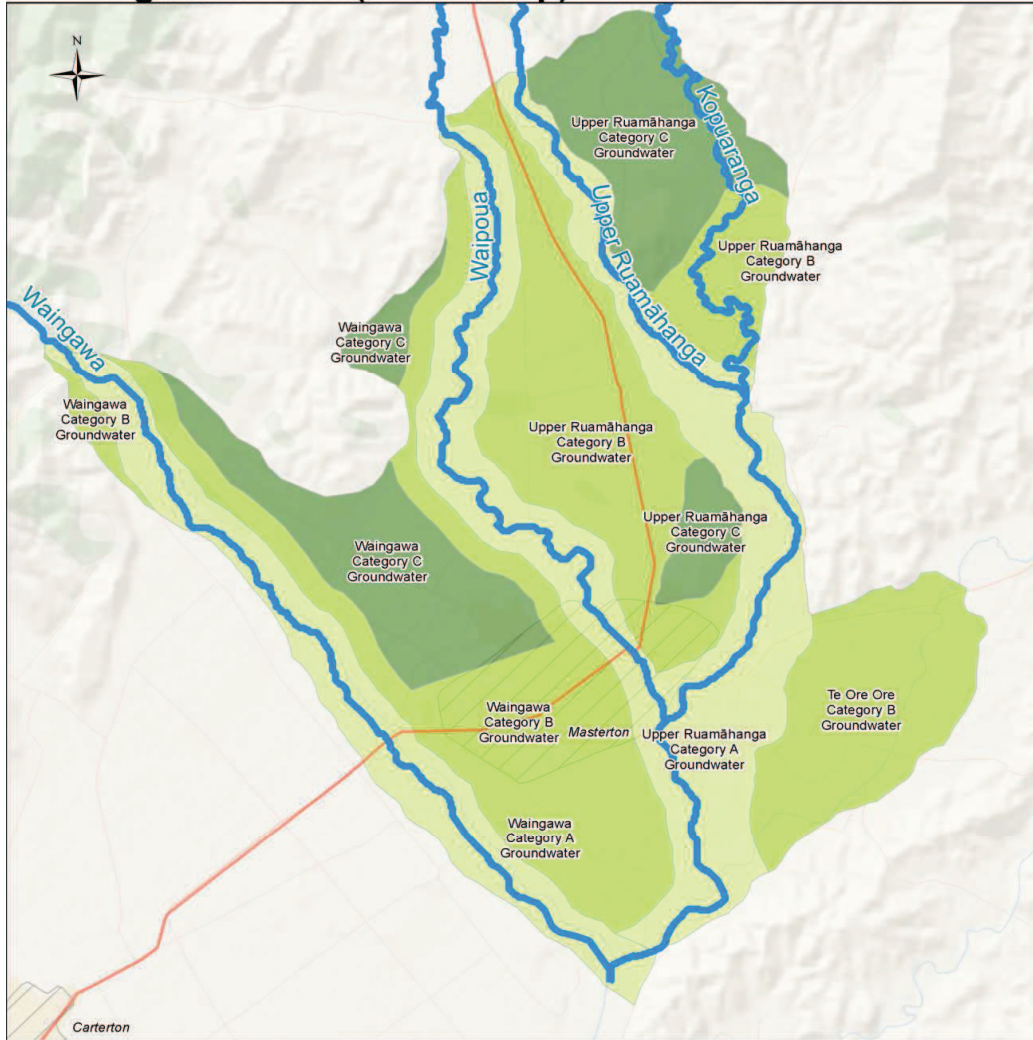 N
Kopuaranga
Upper Ruamāhanga
Category C
Groundwater
Upper Ruamāhanga
Waipoua
Upper Ruamāhanga
Category B
Groundwater
Waingawa
Waingawa
Category C
Groundwater
Waingawa
Category B
Groundwater
Upper Ruamāhanga
Category B
Groundwater
Upper Ruamāhanga
Category C
Groundwater
Waingawa
Category C
Groundwater
Te Ore Ore
Category B
Groundwater
Waingawa
Category B
Groundwater
Masterton
Upper Ruamāhanga
Category A
Groundwater
Waingawa
Category A
Groundwater
Carterton